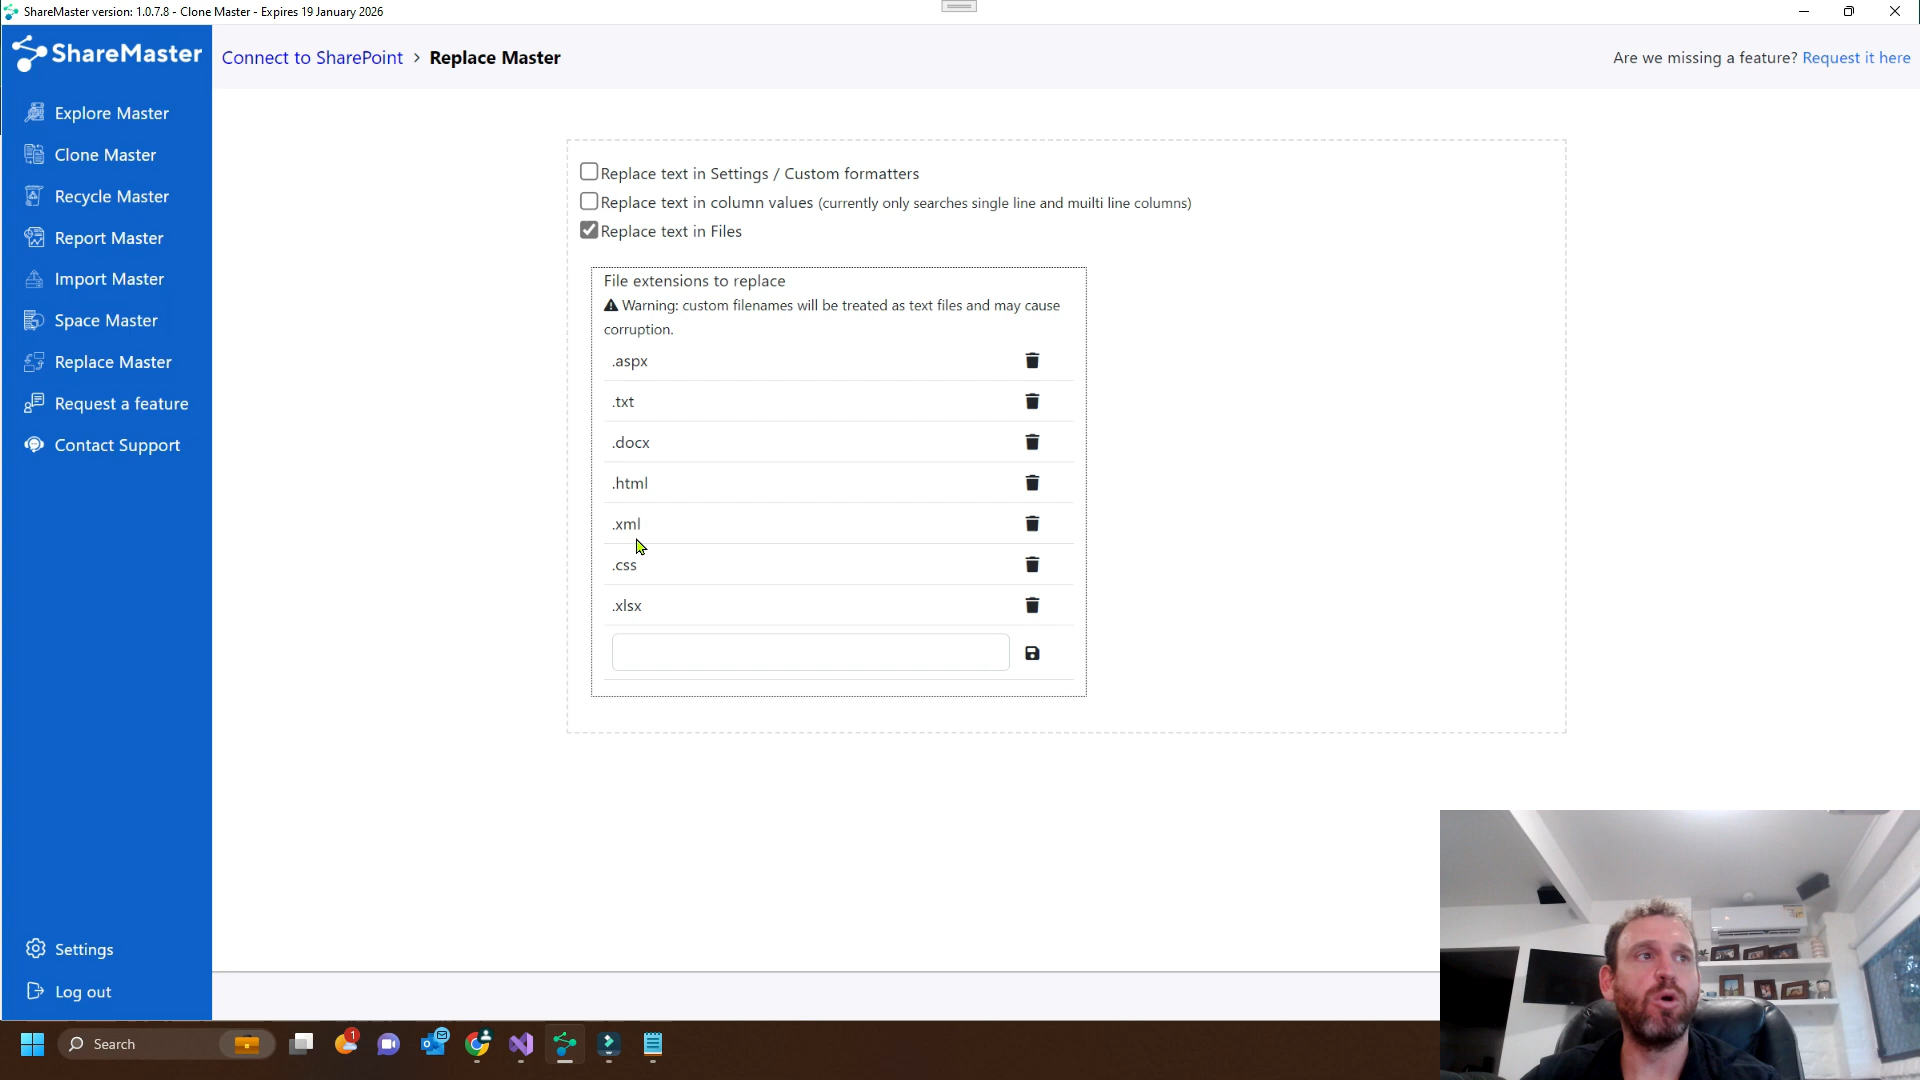 ShareMaster version: 1.0.7.8 - Clone Master - Expires 19 January 2026
ShareMaster
Connect to SharePoint > Replace Master
Are we missing a feature? Request it here
Explore Master
Clone Master
Recycle Master
Report Master
Import Master
Space Master
Replace Master
Request a feature
Contact Support
Replace text in Settings / Custom formatters
Replace text in column values (currently only searches single line and muilti line columns)
Replace text in Files
File extensions to replace
Warning: custom filenames will be treated as text files and may cause
corruption.
.aspx
.txt
.docx
.html
.xml
.css
.xlsx
Settings
Log out
Search
1